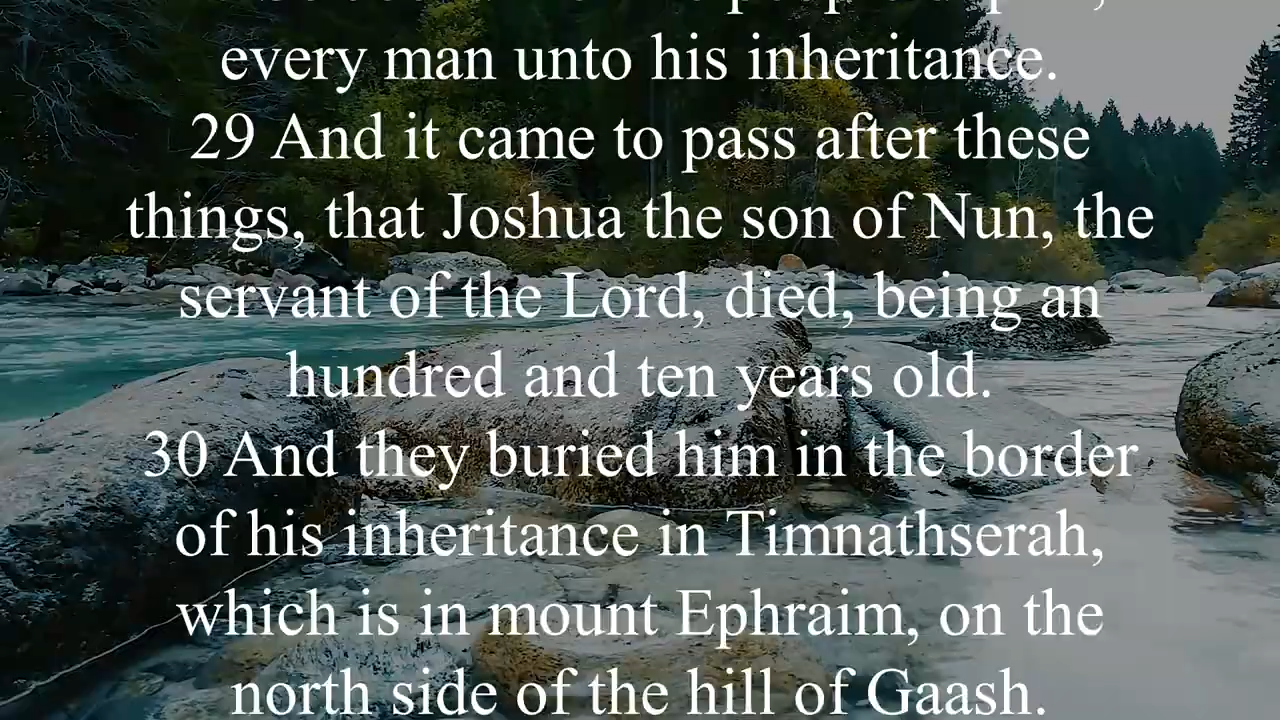 every man unto his inheritance.
29 And it came to pass after these
things, that Joshua the son of Nun, the
servant of the Lord, died, being an
hundred and ten years old.
30 And they buried him in the border
of his inheritance in Timnathserah,
which is in mount Ephraim, on the
north side of the hill of Gaash.